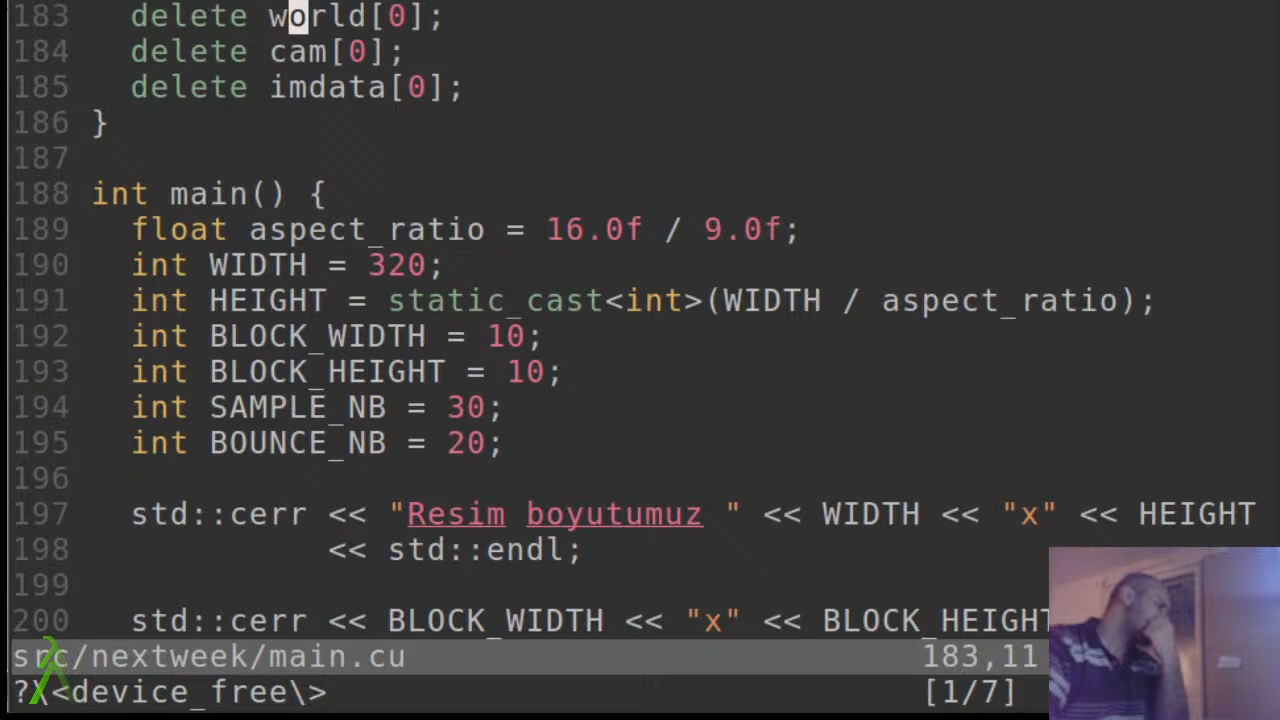 183   delete world[0];
184   delete cam[0];
185   delete imdata[0];
186 }
187
188 int main() {
189   float aspect_ratio = 16.0f / 9.0f;
190   int WIDTH = 320;
191   int HEIGHT = static_cast<int>(WIDTH / aspect_ratio);
192   int BLOCK_WIDTH = 10;
193   int BLOCK_HEIGHT = 10;
194   int SAMPLE_NB = 30;
195   int BOUNCE_NB = 20;
196
197   std::cerr << "Resim boyutumuz " << WIDTH << "x" << HEIGHT
198             << std::endl;
199
200   std::cerr << BLOCK_WIDTH << "x" << BLOCK_HEIGHT
src/nextweek/main.cu 183,11
?\<device_free\> [1/7]